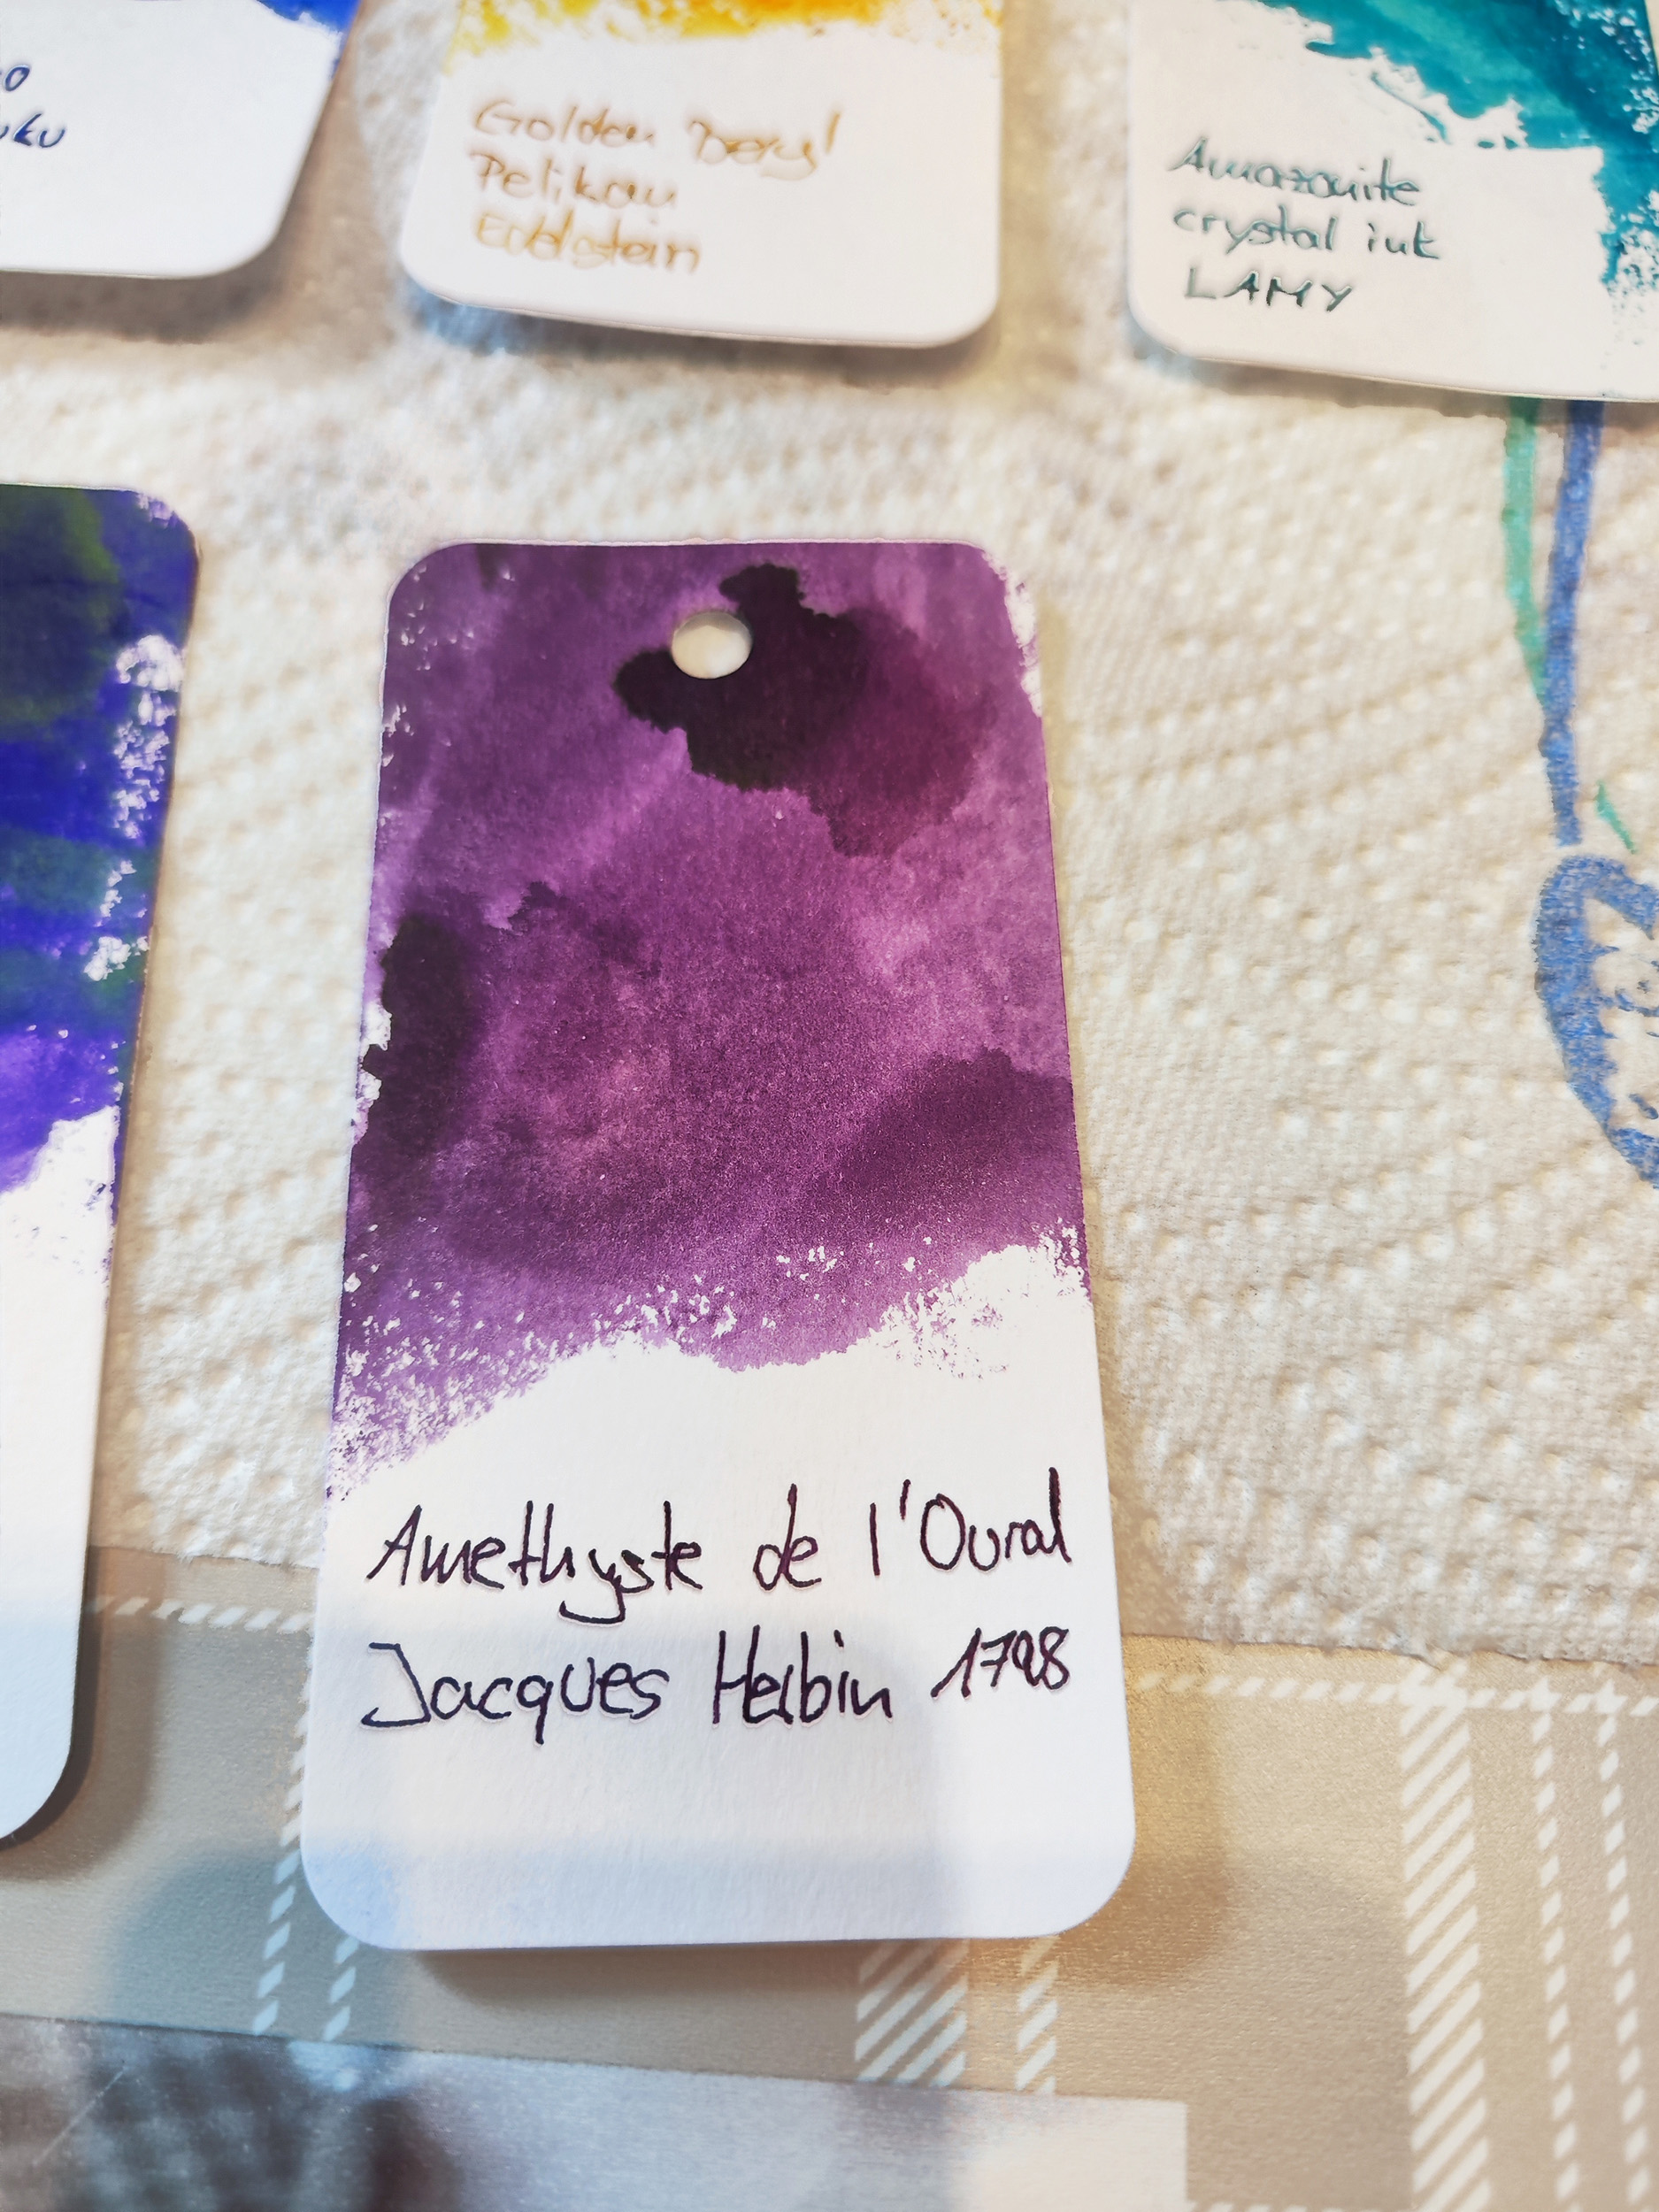 Golden Beryl
Pelikan
Edelstein
Amazonite
crystal ink
LAMY
Amethyste de l'Oural
Jacques Herbin 1798